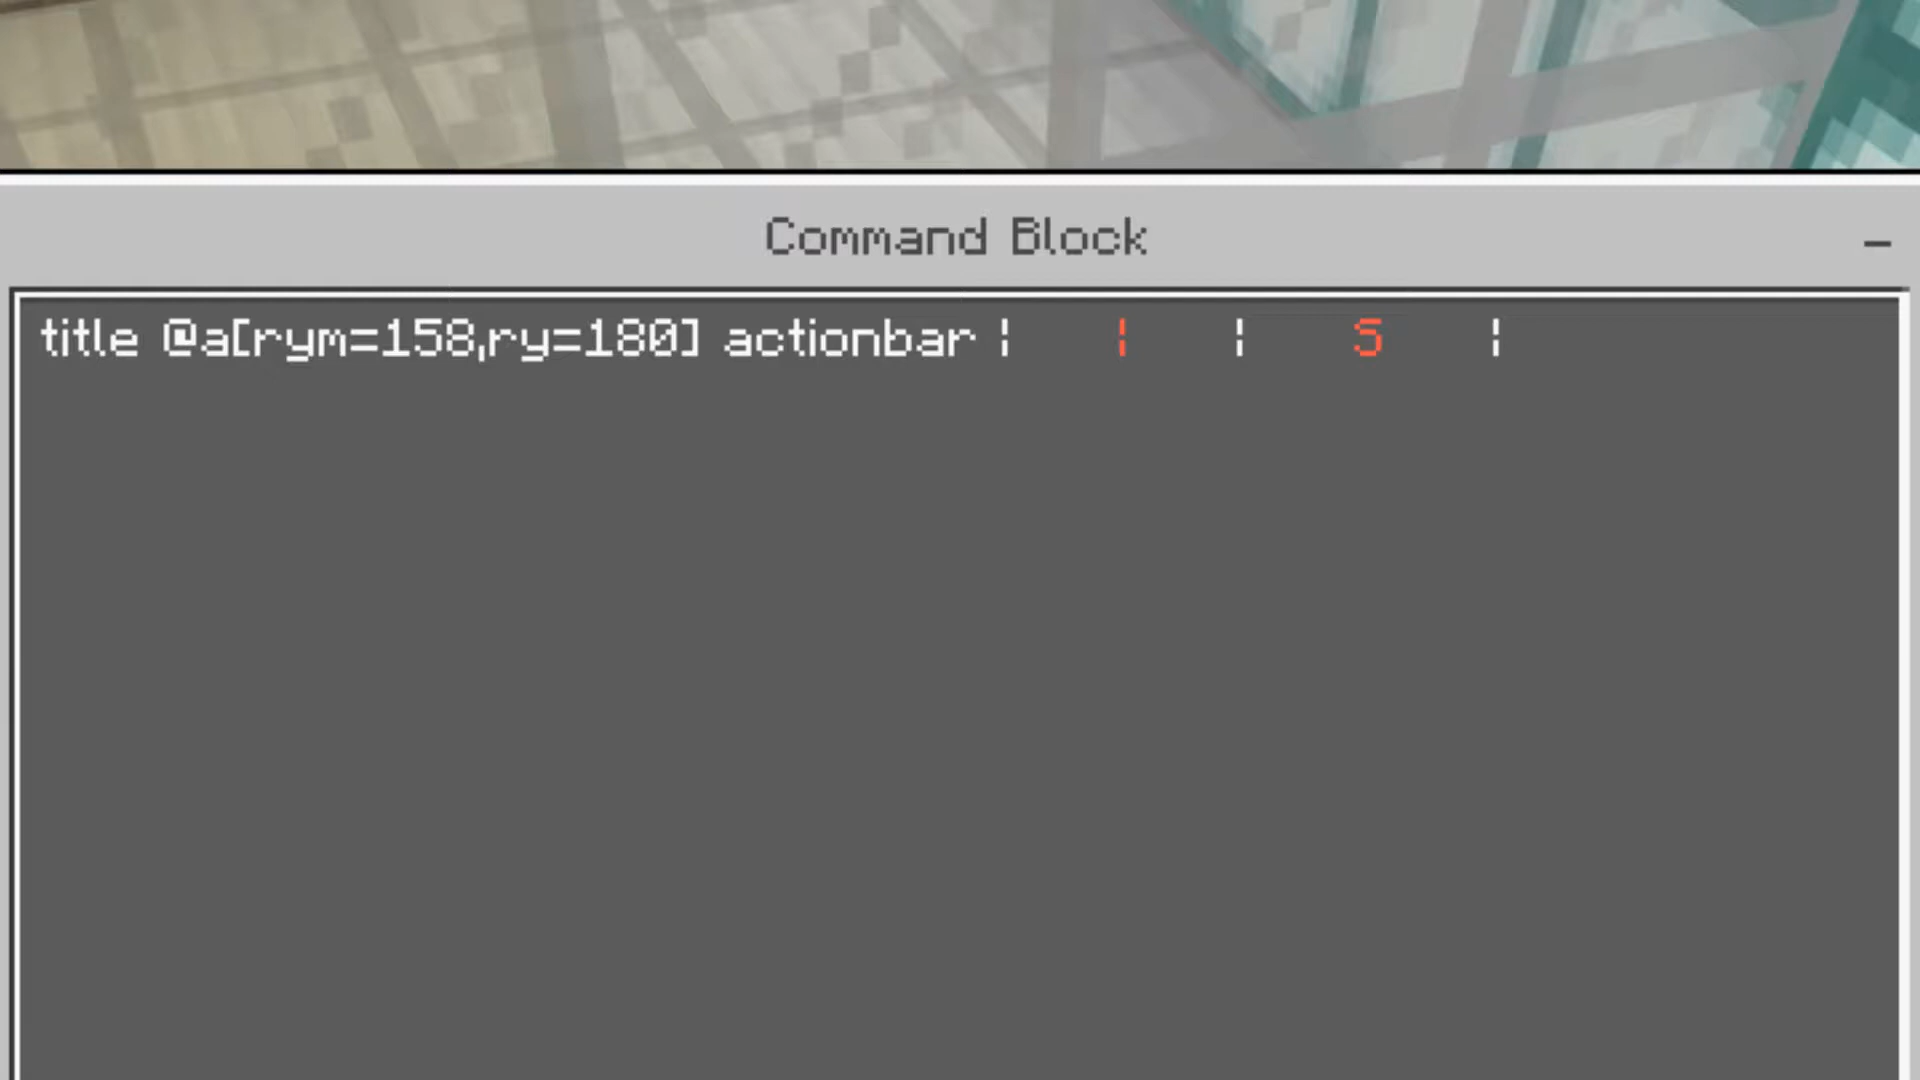 Command Block
title @a[rym=158,ry=180] actionbar | | | S |